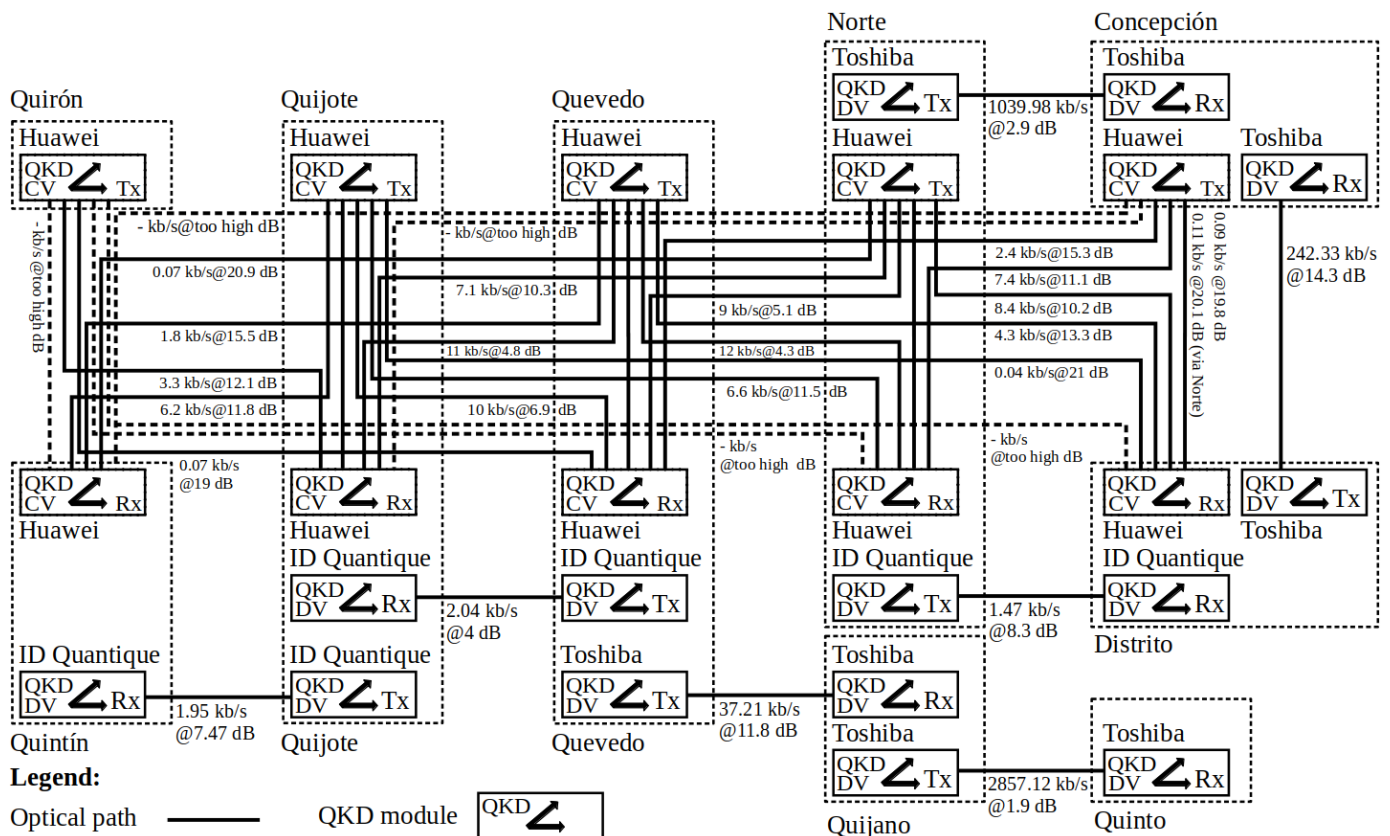 Norte
Concepción
Toshiba
Toshiba
QKD
DV
Tx
QKD
DV
Rx
1039.98 kb/s
@2.9 dB
Quirón
Quijote
Quevedo
Huawei
Huawei
Huawei
Huawei
Huawei
Toshiba
QKD
CV
Tx
QKD
CV
Tx
QKD
CV
Tx
QKD
CV
Tx
QKD
CV
Tx
QKD
DV
Rx
- kb/s @too high dB
- kb/s@too high dB
- kb/s@too high dB
0.11 kb/s @20.1 dB (via Norte)
0.09 kb/s @19.8 dB
2.4 kb/s@15.3 dB
242.33 kb/s
@14.3 dB
0.07 kb/s@20.9 dB
7.1 kb/s@10.3 dB
7.4 kb/s@11.1 dB
9 kb/s@5.1 dB
8.4 kb/s@10.2 dB
1.8 kb/s@15.5 dB
11 kb/s@4.8 dB
12 kb/s@4.3 dB
4.3 kb/s@13.3 dB
3.3 kb/s@12.1 dB
6.6 kb/s@11.5 dB
0.04 kb/s@21 dB
6.2 kb/s@11.8 dB
10 kb/s@6.9 dB
- kb/s
@too high dB
- kb/s
@too high dB
0.07 kb/s
@19 dB
QKD
CV
Rx
QKD
CV
Rx
QKD
CV
Rx
QKD
CV
Rx
QKD
CV
Rx
QKD
DV
Tx
Huawei
Huawei
Huawei
Huawei
Huawei
Toshiba
ID Quantique
ID Quantique
ID Quantique
ID Quantique
QKD
DV
Rx
2.04 kb/s
@4 dB
QKD
DV
Tx
QKD
DV
Tx
1.47 kb/s
@8.3 dB
QKD
DV
Rx
Distrito
ID Quantique
ID Quantique
Toshiba
Toshiba
QKD
DV
Rx
1.95 kb/s
@7.47 dB
QKD
DV
Tx
QKD
DV
Tx
37.21 kb/s
@11.8 dB
QKD
DV
Rx
Quintín
Quijote
Quevedo
Toshiba
Toshiba
QKD
DV
Tx
2857.12 kb/s
@1.9 dB
QKD
DV
Rx
Quijano
Quinto
Legend:
Optical path
QKD module
QKD